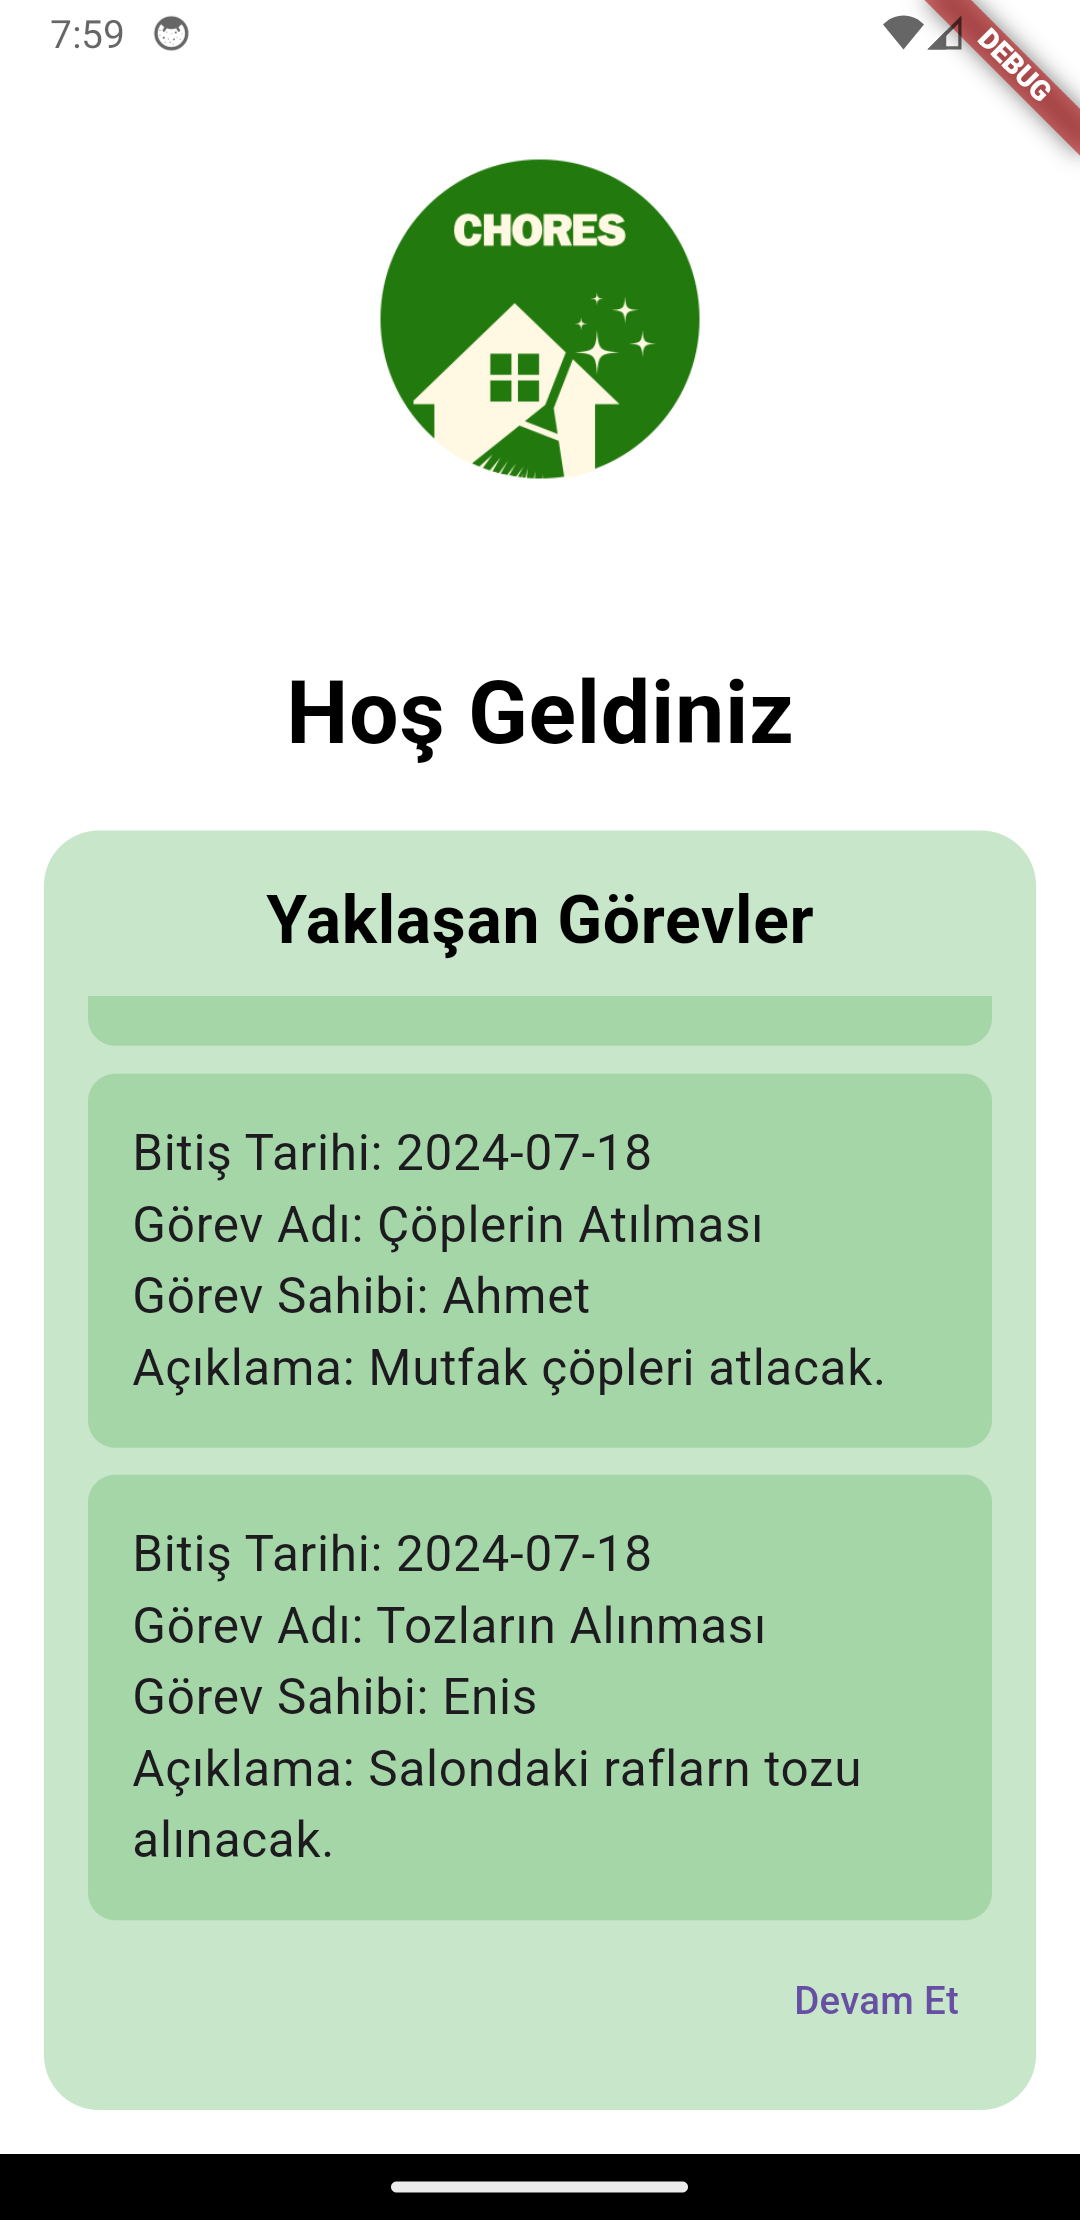 7:59
DEBUG
CHORES
Hoş Geldiniz
Yaklaşan Görevler
Bitiş Tarihi: 2024-07-18
Görev Adı: Çöplerin Atılması
Görev Sahibi: Ahmet
Açıklama: Mutfak çöpleri atlacak.
Bitiş Tarihi: 2024-07-18
Görev Adı: Tozların Alınması
Görev Sahibi: Enis
Açıklama: Salondaki raflarn tozu
alınacak.
Devam Et